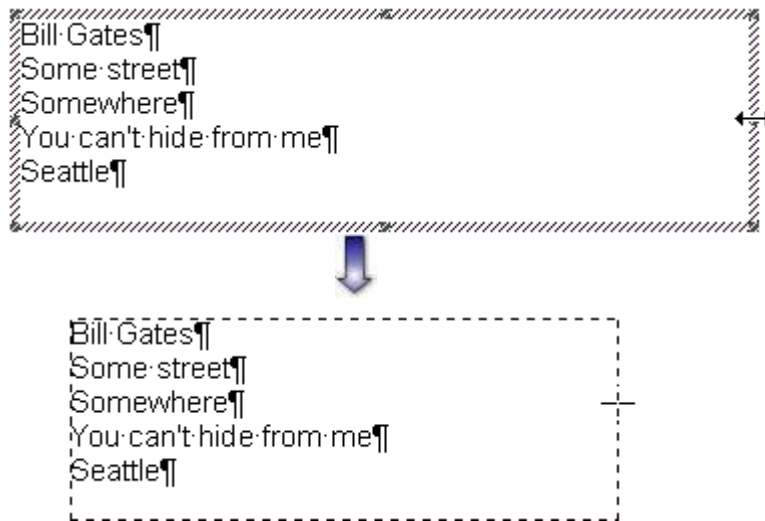 Bill Gates¶
Some street¶
Somewhere¶
You can't hide from me¶
Seattle¶
Bill Gates¶
Some street¶
Somewhere¶
You can't hide from me¶
Seattle¶